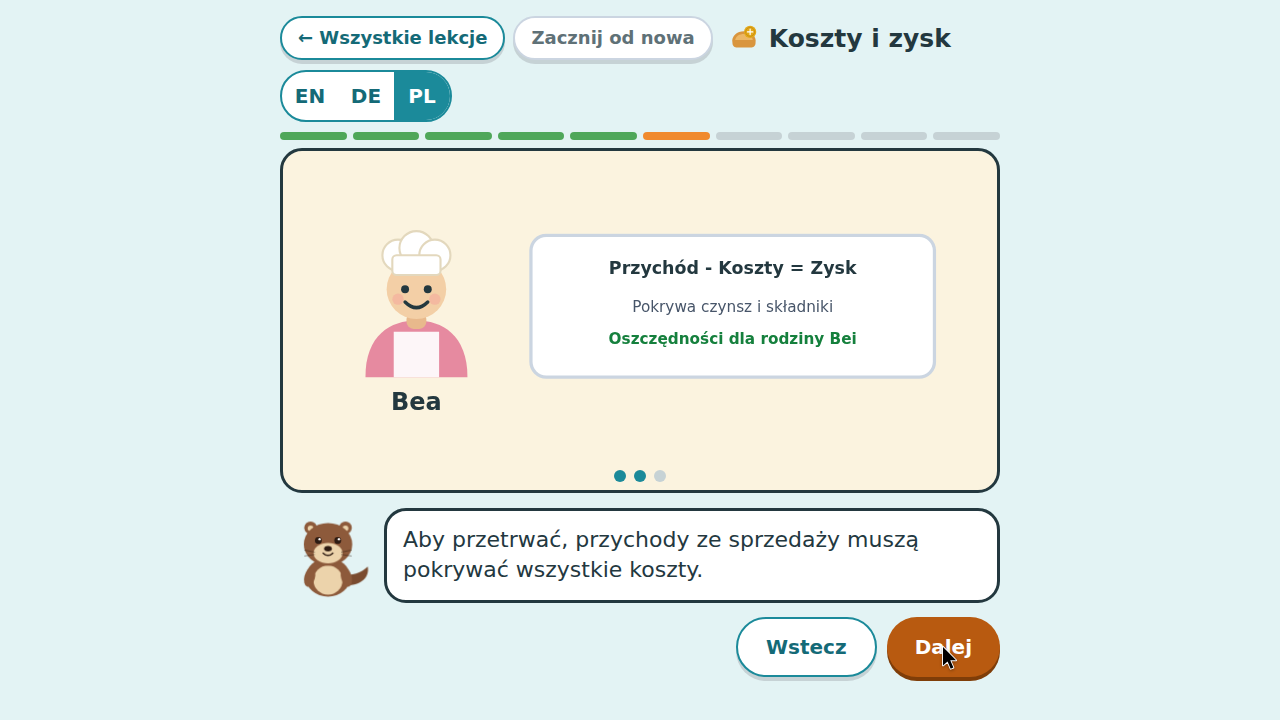 ← Wszystkie lekcje
Zacznij od nowa
Koszty i zysk
EN DE PL
Przychód - Koszty = Zysk
Pokrywa czynsz i składniki
Oszczędności dla rodziny Bei
Bea
Aby przetrwać, przychody ze sprzedaży muszą
pokrywać wszystkie koszty.
Wstecz
Dalej